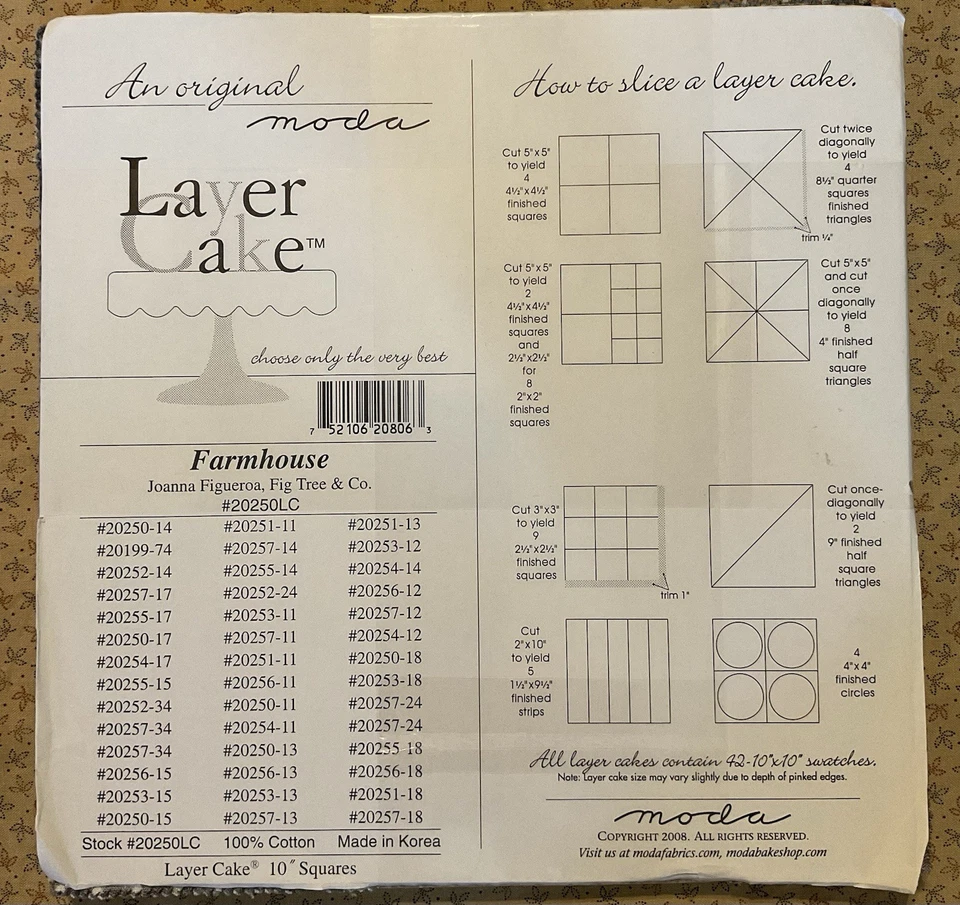 An original
moda
Layer
Cake™
choose only the very best
7 52106 20806 3
Farmhouse
Joanna Figueroa, Fig Tree & Co.
#20250LC
#20250-14 #20251-11 #20251-13
#20199-74 #20257-14 #20253-12
#20252-14 #20255-14 #20254-14
#20257-17 #20252-24 #20256-12
#20255-17 #20253-11 #20257-12
#20250-17 #20257-11 #20254-12
#20254-17 #20251-11 #20250-18
#20255-15 #20256-11 #20253-18
#20252-34 #20250-11 #20257-24
#20257-34 #20254-11 #20257-24
#20257-34 #20250-13 #20255-18
#20256-15 #20256-13 #20256-18
#20253-15 #20253-13 #20251-18
#20250-15 #20257-13 #20257-18
Stock #20250LC 100% Cotton Made in Korea
Layer Cake® 10″ Squares
How to slice a layer cake.
Cut 5"x5"
to yield
4
4½"x4½"
finished
squares
Cut twice
diagonally
to yield
4
8½" quarter
squares
finished
triangles
trim ¼"
Cut 5"x5"
to yield
2
4½"x4½"
finished
squares
and
2½"x2½"
for
8
2"x2"
finished
squares
Cut 5"x5"
and cut
once
diagonally
to yield
8
4" finished
half
square
triangles
Cut 3"x3"
to yield
9
2½"x2½"
finished
squares
trim 1"
Cut once-
diagonally
to yield
2
9" finished
half
square
triangles
Cut
2"x10"
to yield
5
1½"x9½"
finished
strips
4
4"x4"
finished
circles
All layer cakes contain 42-10"x10" swatches.
Note: Layer cake size may vary slightly due to depth of pinked edges.
moda
COPYRIGHT 2008. ALL RIGHTS RESERVED.
Visit us at modafabrics.com, modabakeshop.com